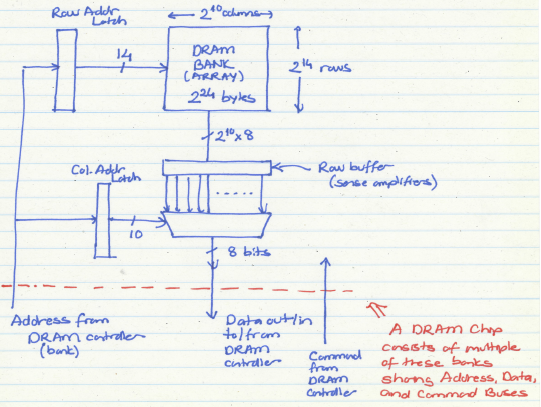 Row Addr
Latch
2^10 columns
14
DRAM
BANK
(ARRAY)
2^24 bytes
2^14 rows
2^10 x 8
Row buffer
(sense amplifiers)
Col. Addr
Latch
10
8 bits
Address from
DRAM controller
(bank)
Data out/in
to/from
DRAM
controller
Command
from
DRAM
Controller
A DRAM Chip
consists of multiple
of these banks
sharing Address, Data,
and Command Buses